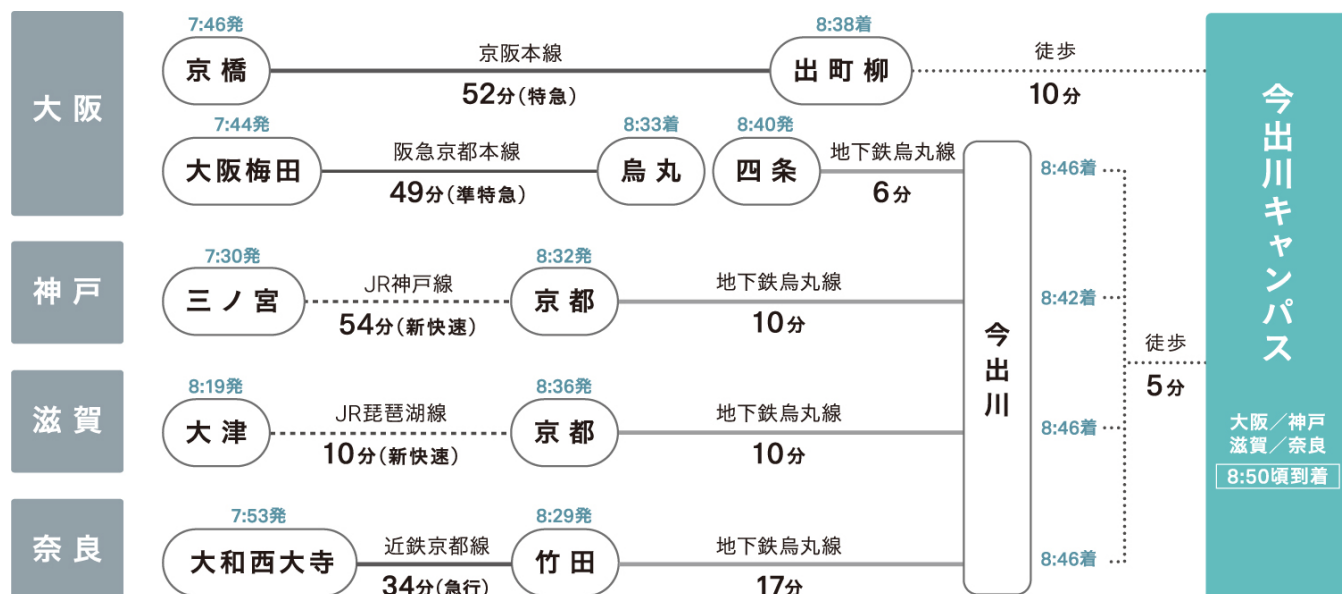 大阪
7:46発
京橋
京阪本線
52分(特急)
8:38着
出町柳
徒歩
10分
7:44発
大阪梅田
阪急京都本線
49分(準特急)
8:33着
烏丸
8:40発
四条
地下鉄烏丸線
6分
8:46着
神戸
7:30発
三ノ宮
JR神戸線
54分(新快速)
8:32発
京都
地下鉄烏丸線
10分
8:42着
滋賀
8:19発
大津
JR琵琶湖線
10分(新快速)
8:36発
京都
地下鉄烏丸線
10分
8:46着
奈良
7:53発
大和西大寺
近鉄京都線
34分(急行)
8:29発
竹田
地下鉄烏丸線
17分
8:46着
今出川
徒歩
5分
今出川キャンパス
大阪/神戸
滋賀/奈良
8:50頃到着